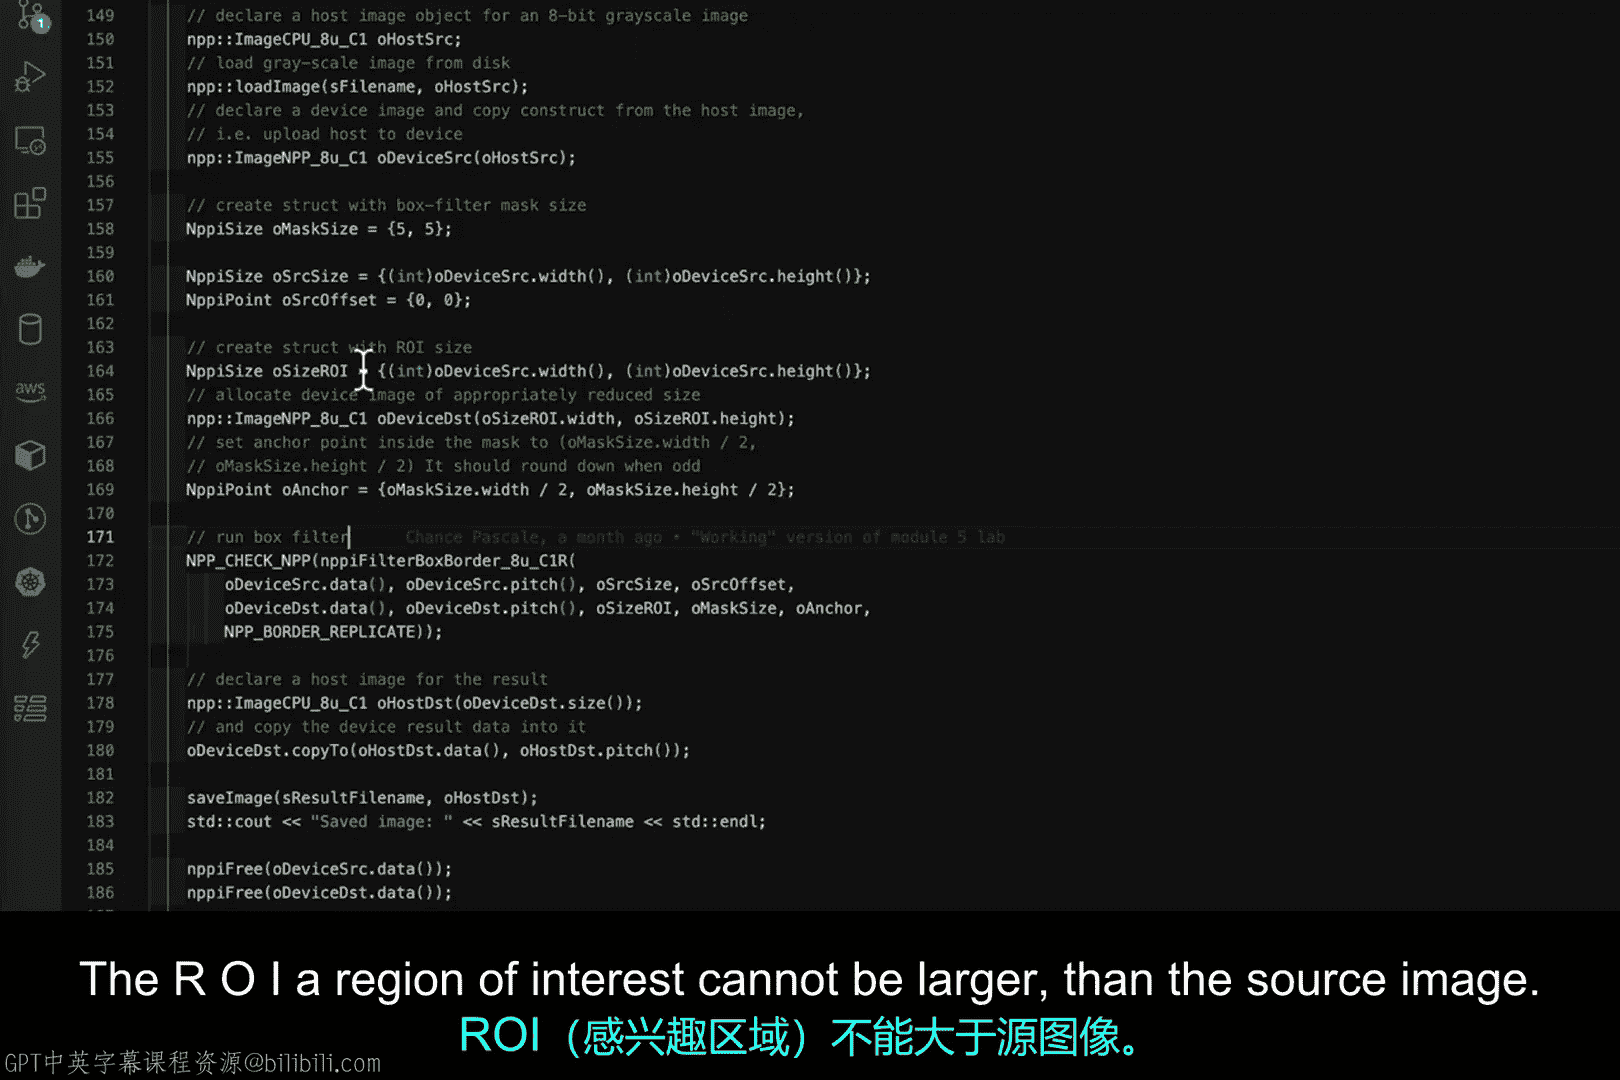 1
149 // declare a host image object for an 8-bit grayscale image
150 npp::ImageCPU_8u_C1 oHostSrc;
151 // load gray-scale image from disk
152 npp::loadImage(sFilename, oHostSrc);
153 // declare a device image and copy construct from the host image,
154 // i.e. upload host to device
155 npp::ImageNPP_8u_C1 oDeviceSrc(oHostSrc);
156
157 // create struct with box-filter mask size
158 NppiSize oMaskSize = {5, 5};
159
160 NppiSize oSrcSize = {(int)oDeviceSrc.width(), (int)oDeviceSrc.height()};
161 NppiPoint oSrcOffset = {0, 0};
162
163 // create struct with ROI size
164 NppiSize oSizeROI = {(int)oDeviceSrc.width(), (int)oDeviceSrc.height()};
165 // allocate device image of appropriately reduced size
166 npp::ImageNPP_8u_C1 oDeviceDst(oSizeROI.width, oSizeROI.height);
167 // set anchor point inside the mask to (oMaskSize.width / 2,
168 // oMaskSize.height / 2) It should round down when odd
169 NppiPoint oAnchor = {oMaskSize.width / 2, oMaskSize.height / 2};
170
171 // run box filter Chance Pascale, a month ago • "Working" version of module 5 lab
172 NPP_CHECK_NPP(nppiFilterBoxBorder_8u_C1R(
173 oDeviceSrc.data(), oDeviceSrc.pitch(), oSrcSize, oSrcOffset,
174 oDeviceDst.data(), oDeviceDst.pitch(), oSizeROI, oMaskSize, oAnchor,
175 NPP_BORDER_REPLICATE));
176
177 // declare a host image for the result
178 npp::ImageCPU_8u_C1 oHostDst(oDeviceDst.size());
179 // and copy the device result data into it
180 oDeviceDst.copyTo(oHostDst.data(), oHostDst.pitch());
181
182 saveImage(sResultFilename, oHostDst);
183 std::cout << "Saved image: " << sResultFilename << std::endl;
184
185 nppiFree(oDeviceSrc.data());
186 nppiFree(oDeviceDst.data());
aws
The R O I a region of interest cannot be larger, than the source image.
ROI（感兴趣区域）不能大于源图像。
GPT中英字幕课程资源@bilibili.com